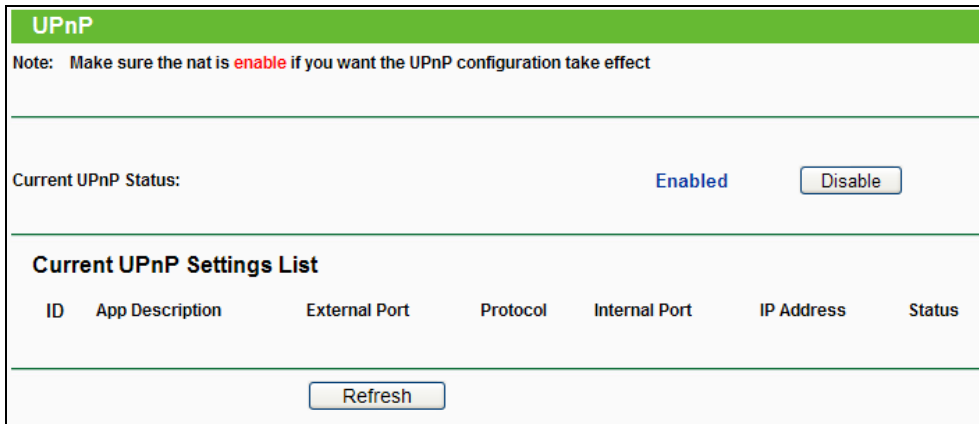 UPnP
Note: Make sure the nat is enable if you want the UPnP configuration take effect
Current UPnP Status: Enabled Disable
Current UPnP Settings List
ID App Description External Port Protocol Internal Port IP Address Status
Refresh